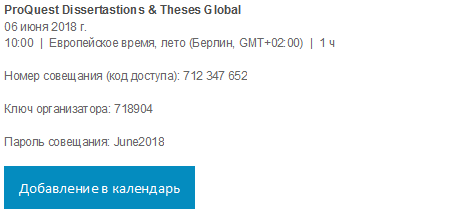 ProQuest Dissertastions & Theses Global
06 июня 2018 г.
10:00 | Европейское время, лето (Берлин, GMT+02:00) | 1 ч
Номер совещания (код доступа): 712 347 652
Ключ организатора: 718904
Пароль совещания: June2018
Добавление в календарь